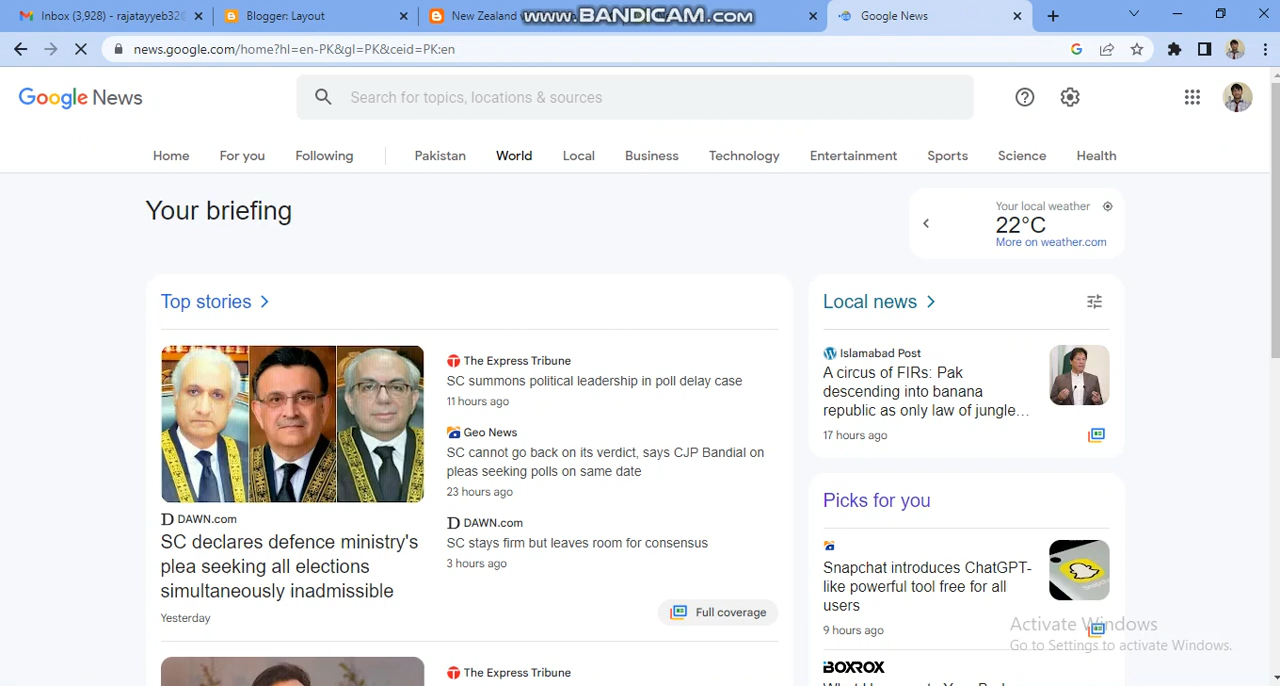 Inbox (3,928) - rajatayyeb32@
Blogger: Layout
New Zealand
www.BANDICAM.com
Google News
news.google.com/home?hl=en-PK&gl=PK&ceid=PK:en
Google News
Search for topics, locations & sources
Home
For you
Following
Pakistan
World
Local
Business
Technology
Entertainment
Sports
Science
Health
Your briefing
Your local weather
22°C
More on weather.com
Top stories
DAWN.com
SC declares defence ministry's
plea seeking all elections
simultaneously inadmissible
Yesterday
The Express Tribune
SC summons political leadership in poll delay case
11 hours ago
Geo News
SC cannot go back on its verdict, says CJP Bandial on
pleas seeking polls on same date
23 hours ago
DAWN.com
SC stays firm but leaves room for consensus
3 hours ago
Full coverage
The Express Tribune
Local news
Islamabad Post
A circus of FIRs: Pak
descending into banana
republic as only law of jungle...
17 hours ago
Picks for you
Snapchat introduces ChatGPT-
like powerful tool free for all
users
9 hours ago
BOXROX
Activate Windows
Go to Settings to activate Windows.